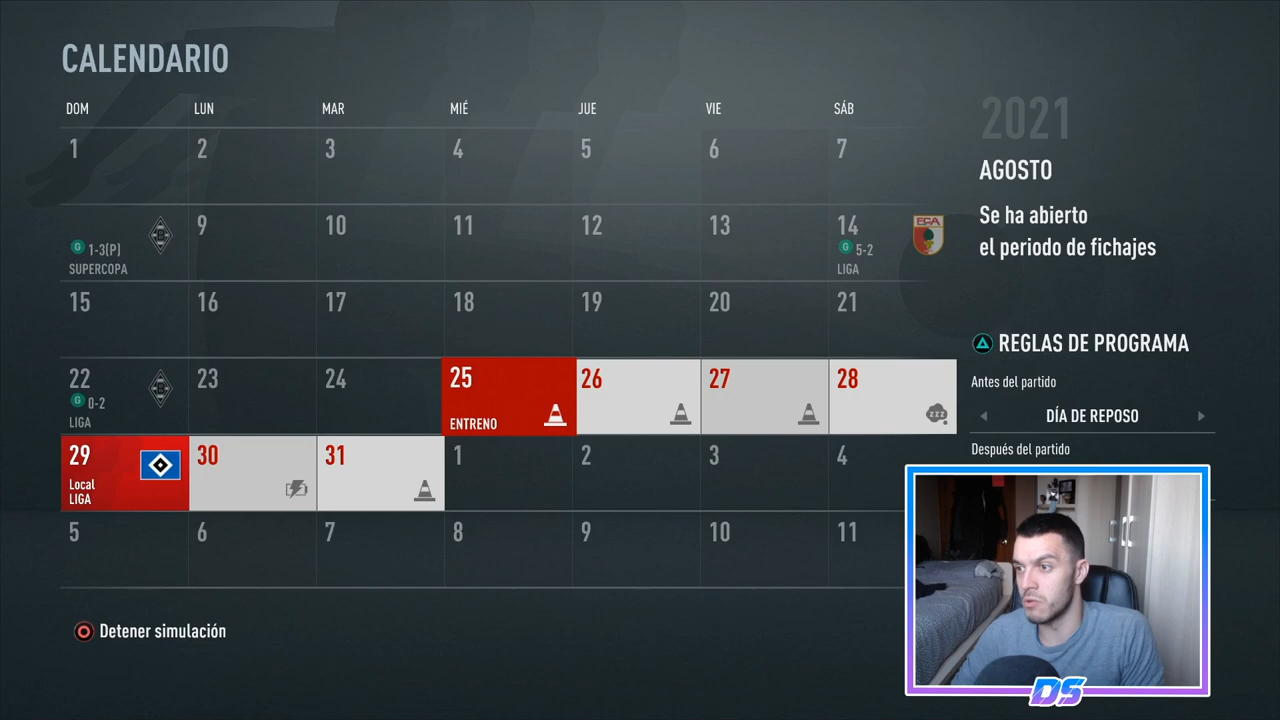 CALENDARIO
DOM LUN MAR MIÉ JUE VIE SÁB
2021
AGOSTO
Se ha abierto
el periodo de fichajes
1 2 3 4 5 6 7
8
G 1-3(P)
SUPERCOPA
9 10 11 12 13 14
G 5-2
LIGA
FCA
15 16 17 18 19 20 21
REGLAS DE PROGRAMA
Antes del partido
DÍA DE REPOSO
Después del partido
22
G 0-2
LIGA
23 24 25
ENTRENO
26 27 28
zzz
29
Local
LIGA
30 31 1 2 3 4
5 6 7 8 9 10 11
Detener simulación
DS